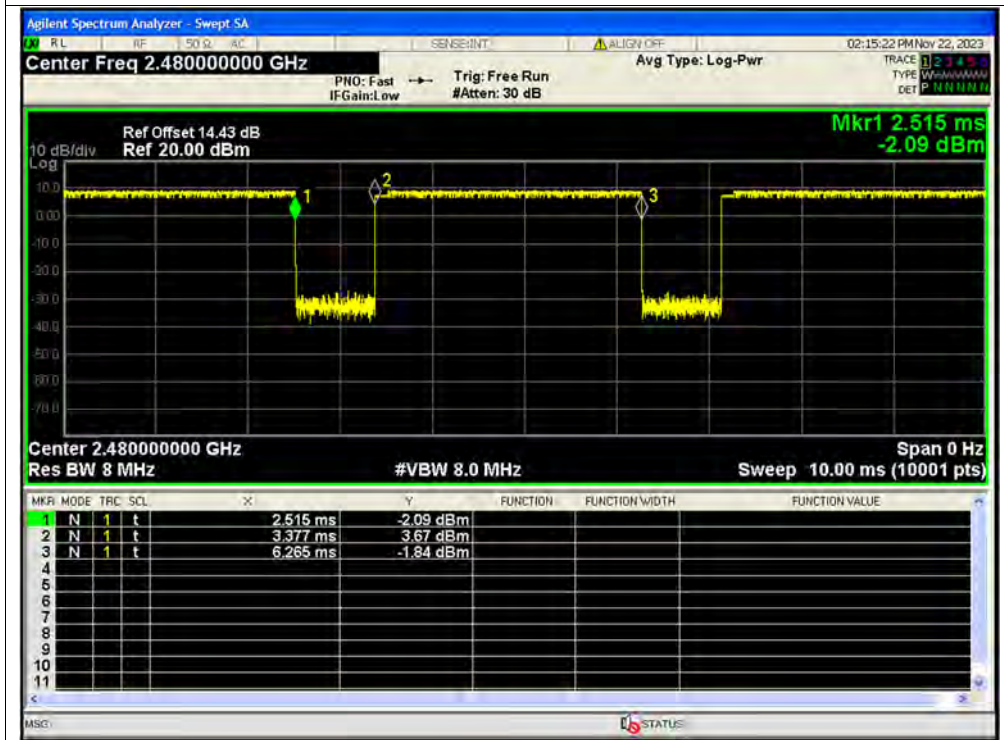 Agilent Spectrum Analyzer - Swept SA
RL RF 50 Ω AC SENSE:INT ALIGN OFF 02:15:22 PM Nov 22, 2023
Center Freq 2.480000000 GHz
PNO: Fast
IFGain:Low
Trig: Free Run
#Atten: 30 dB
Avg Type: Log-Pwr
TRACE 1 2 3 4 5 6
TYPE W
DET P N N N N N
Mkr1 2.515 ms
-2.09 dBm
Ref Offset 14.43 dB
10 dB/div Ref 20.00 dBm
Log
10.0
0.00
-10.0
-20.0
-30.0
-40.0
-50.0
-60.0
-70.0
1
2
3
Center 2.480000000 GHz Span 0 Hz
Res BW 8 MHz #VBW 8.0 MHz Sweep 10.00 ms (10001 pts)
MKR MODE TRC SCL X Y FUNCTION FUNCTION WIDTH FUNCTION VALUE
1 N 1 t 2.515 ms -2.09 dBm
2 N 1 t 3.377 ms 3.67 dBm
3 N 1 t 6.265 ms -1.84 dBm
4
5
6
7
8
9
10
11
MSG STATUS